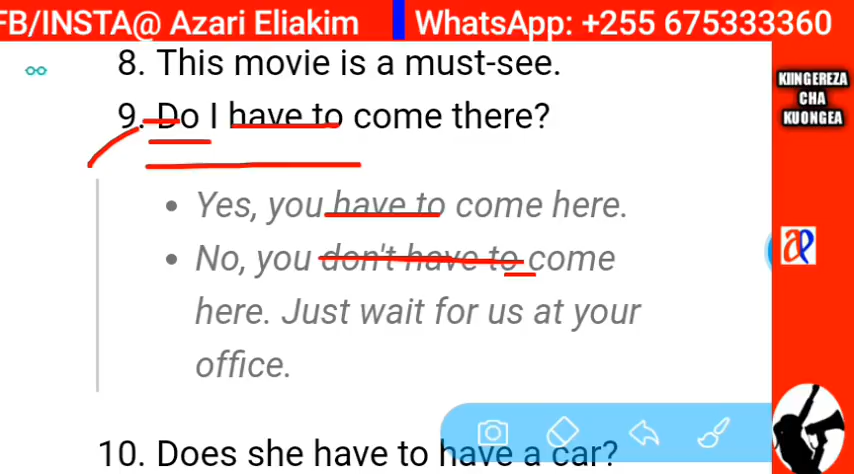 FB/INSTA@ Azari Eliakim WhatsApp: +255 675333360
8. This movie is a must-see.
KIINGEREZA
CHA
KUONGEA
9. Do I have to come there?
• Yes, you have to come here.
• No, you don't have to come
here. Just wait for us at your
office.
10. Does she have to have a car?